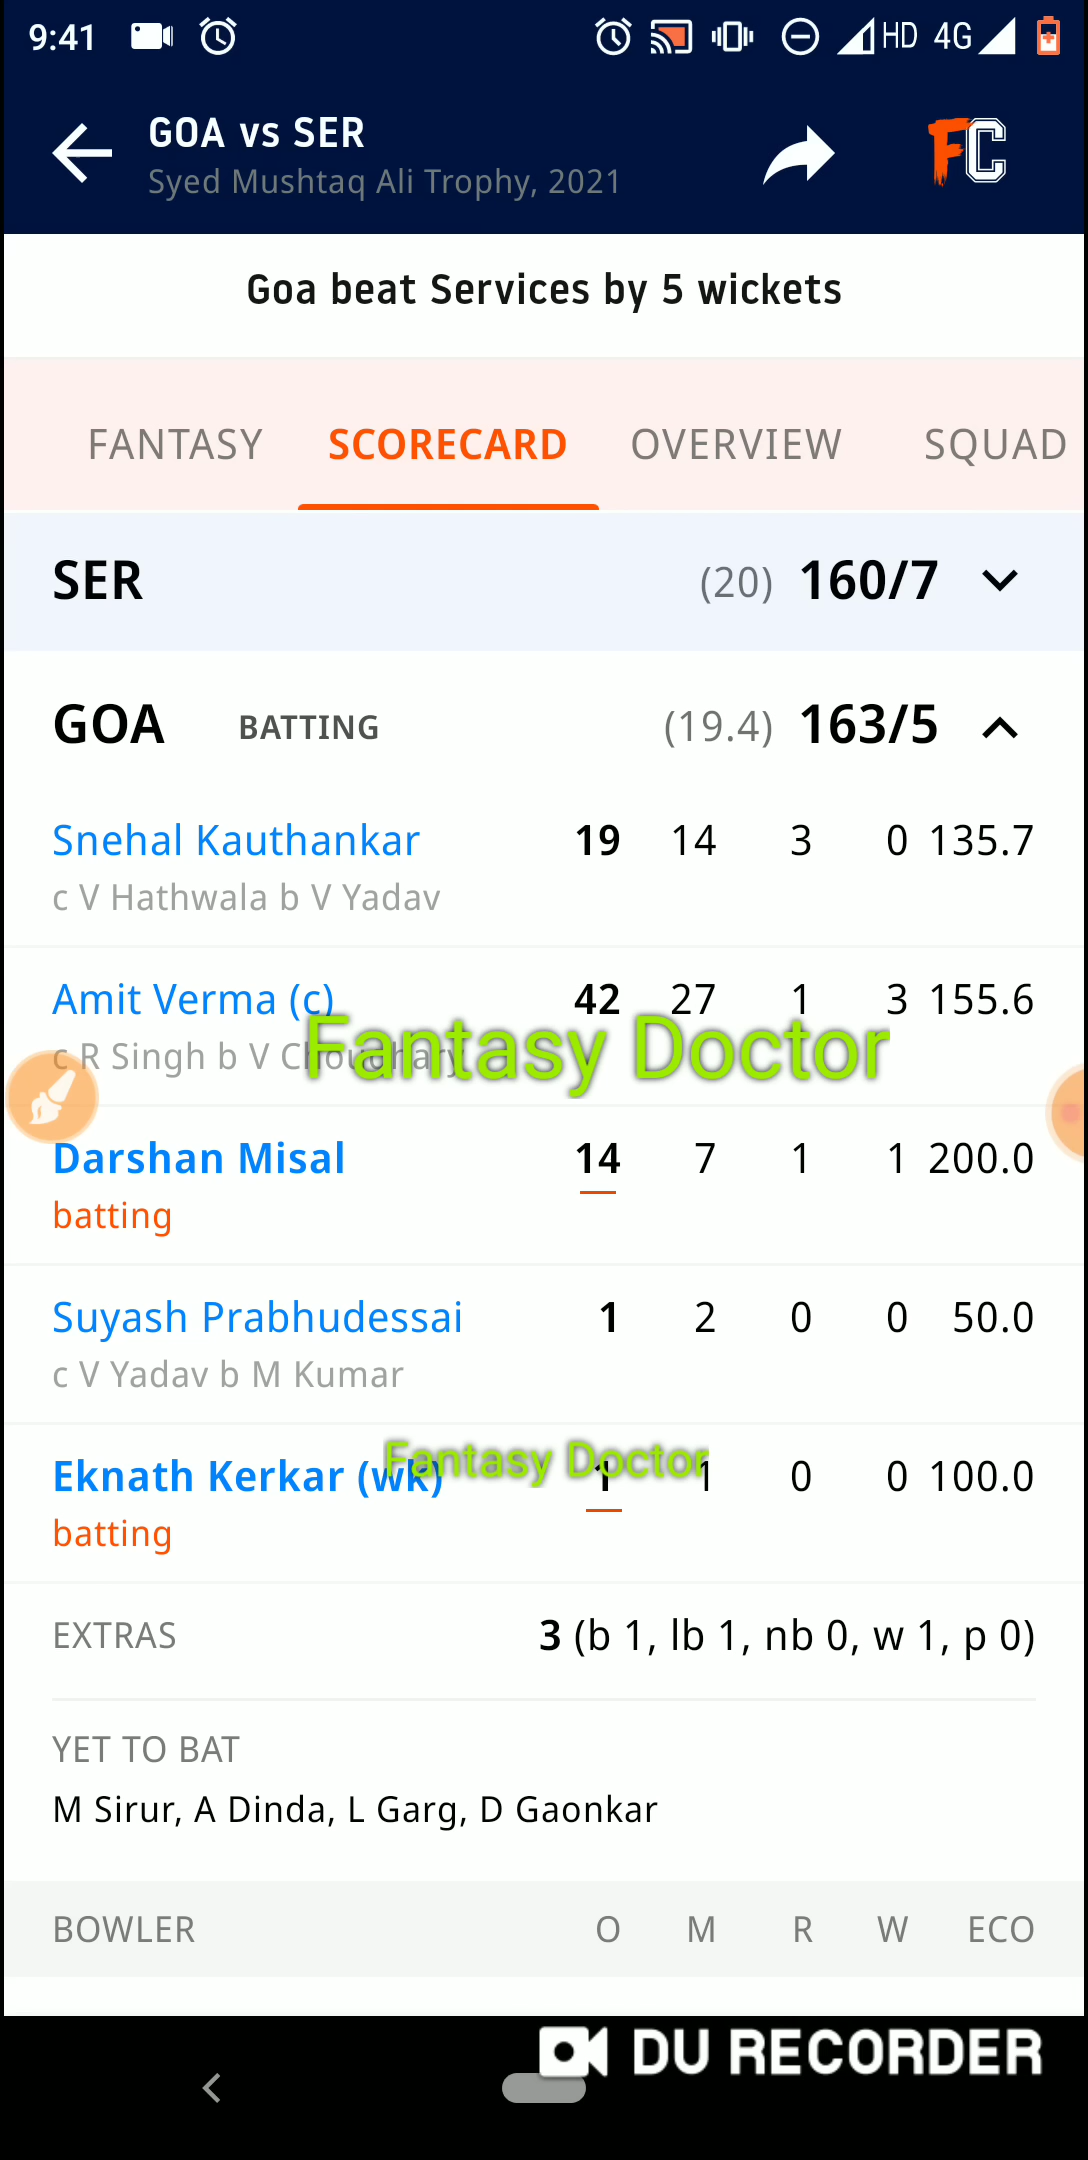 9:41 HD 4G
GOA vs SER
Syed Mushtaq Ali Trophy, 2021
FC
Goa beat Services by 5 wickets
FANTASY SCORECARD OVERVIEW SQUAD
SER (20) 160/7
GOA BATTING (19.4) 163/5
Snehal Kauthankar 19 14 3 0 135.7
c V Hathwala b V Yadav
Amit Verma (c) 42 27 1 3 155.6
c R Singh b V Choudhary
Fantasy Doctor
Darshan Misal 14 7 1 1 200.0
batting
Suyash Prabhudessai 1 2 0 0 50.0
c V Yadav b M Kumar
Fantasy Doctor
Eknath Kerkar (wk) 1 1 0 0 100.0
batting
EXTRAS 3 (b 1, lb 1, nb 0, w 1, p 0)
YET TO BAT
M Sirur, A Dinda, L Garg, D Gaonkar
BOWLER O M R W ECO
DU RECORDER